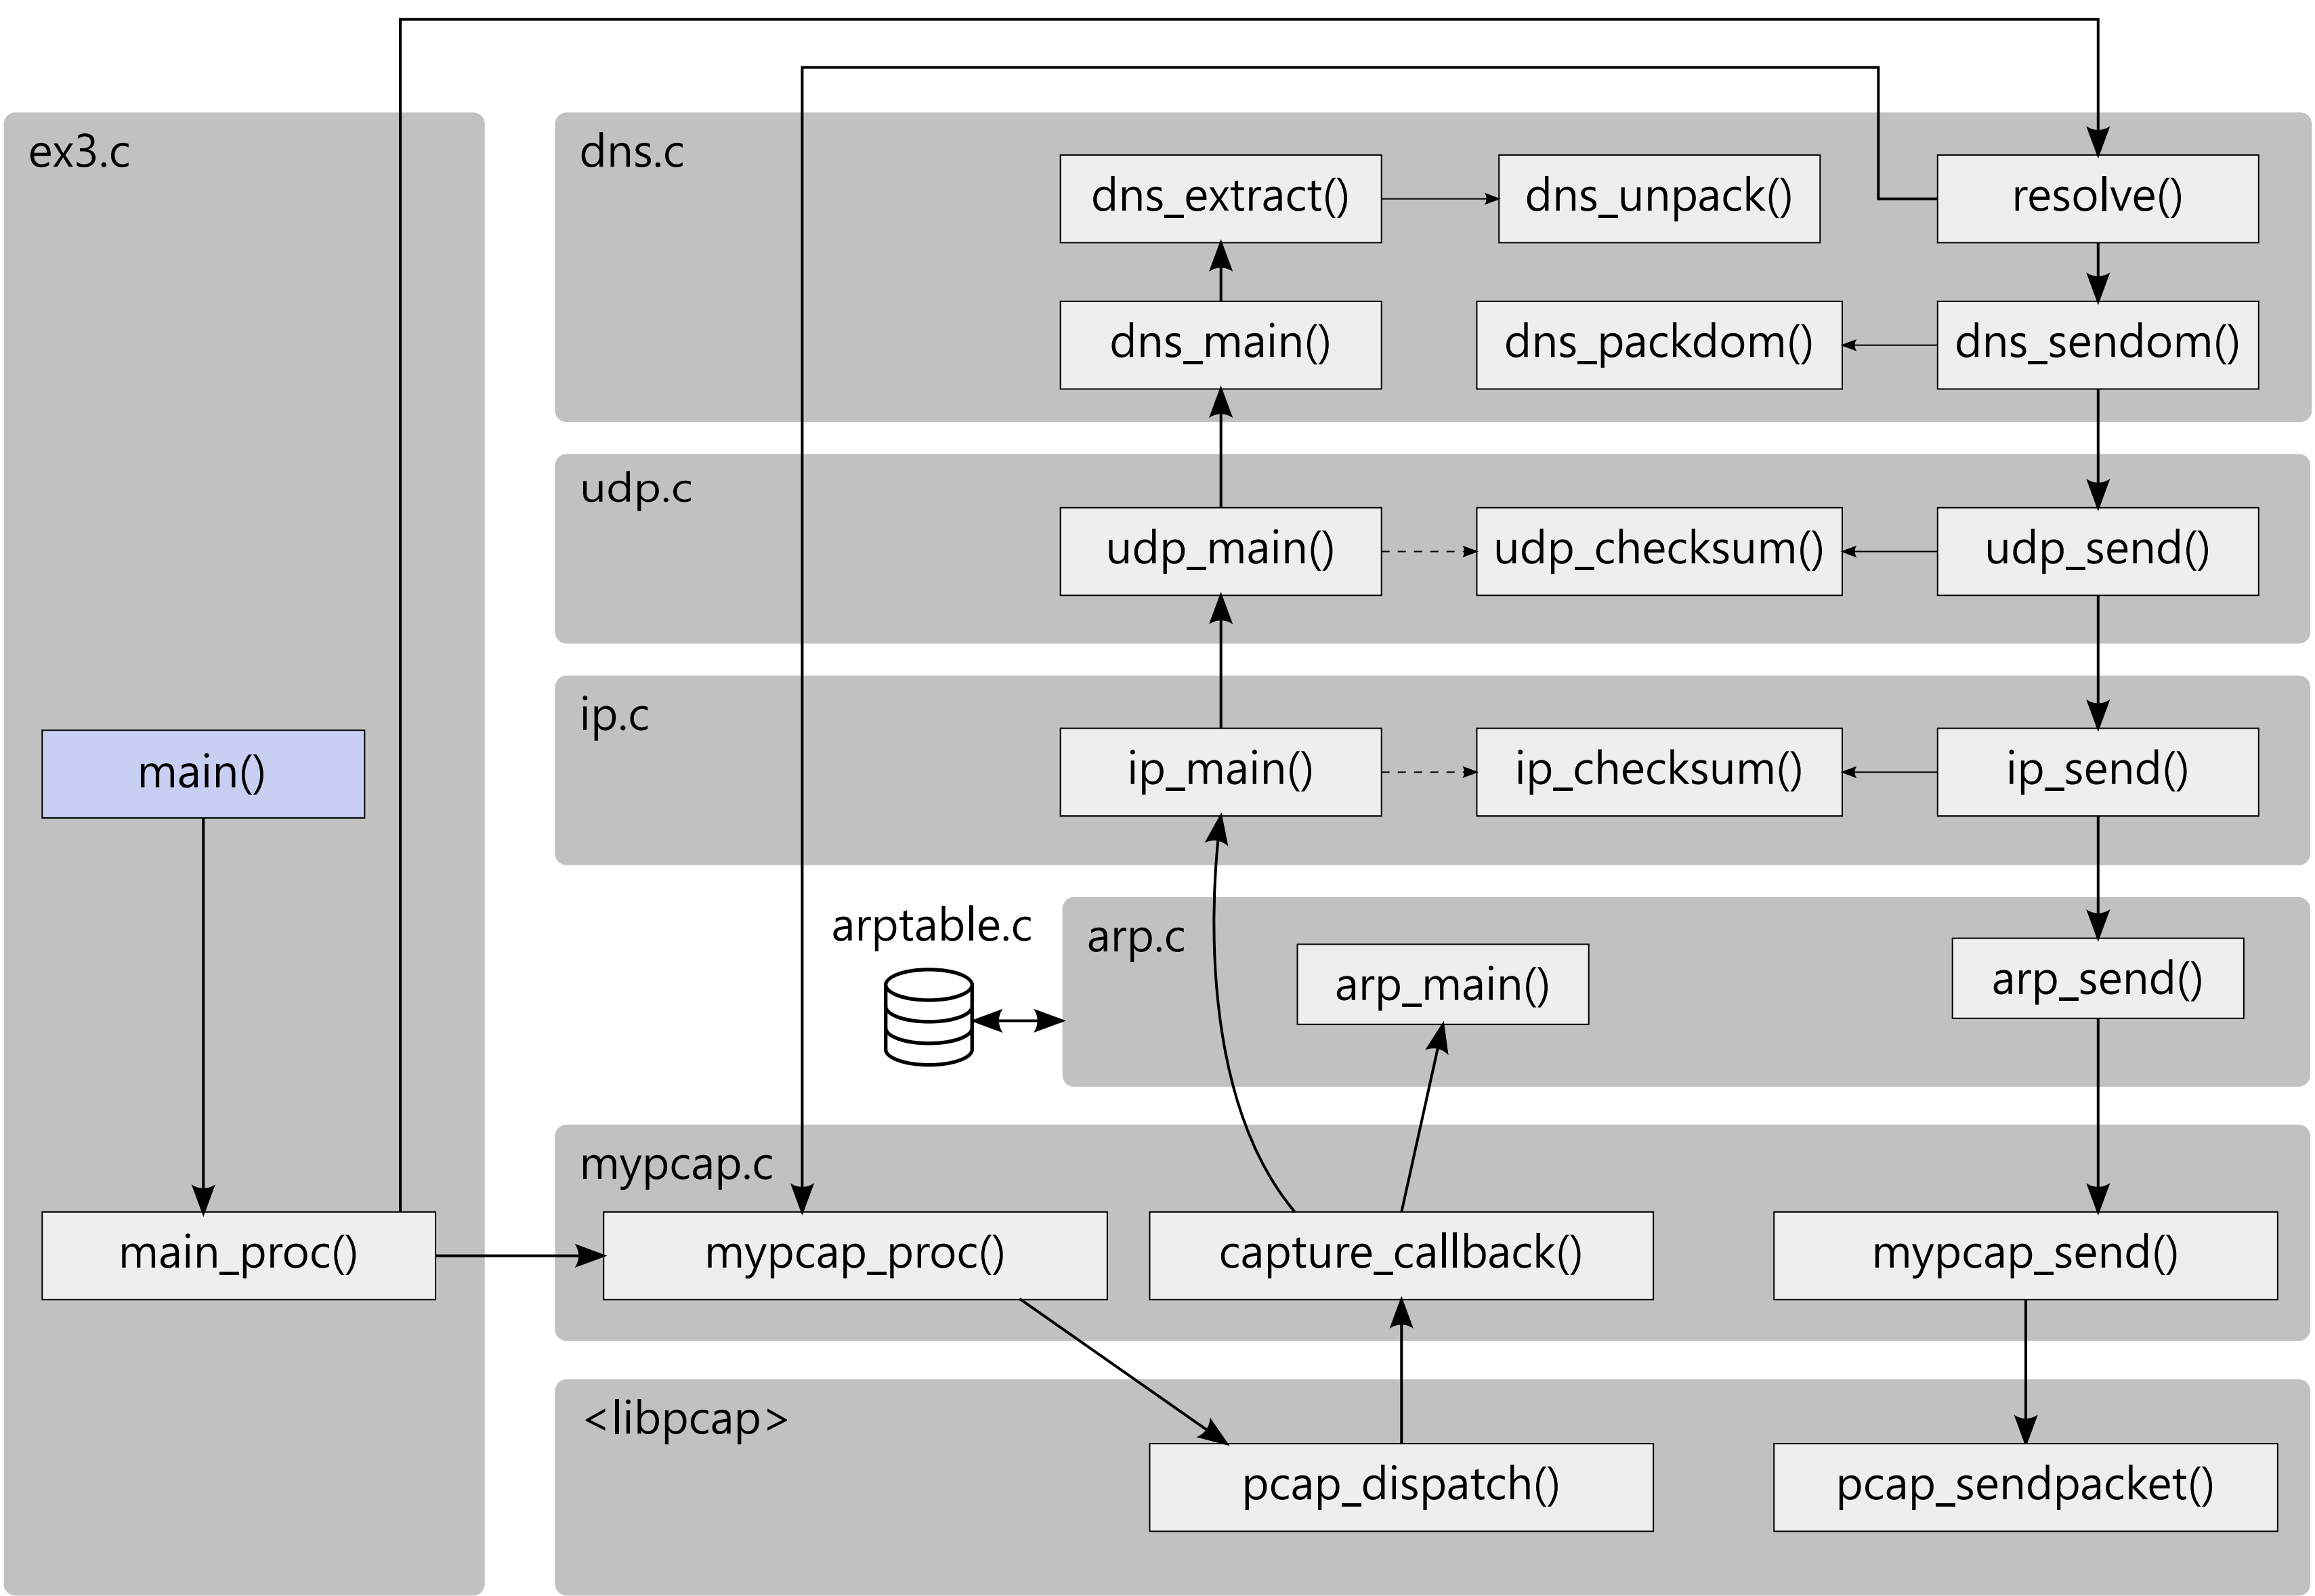 ex3.c
main()
main_proc()
dns.c
dns_extract()
dns_unpack()
resolve()
dns_main()
dns_packdom()
dns_sendom()
udp.c
udp_main()
udp_checksum()
udp_send()
ip.c
ip_main()
ip_checksum()
ip_send()
arptable.c
arp.c
arp_main()
arp_send()
mypcap.c
mypcap_proc()
capture_callback()
mypcap_send()
<libpcap>
pcap_dispatch()
pcap_sendpacket()